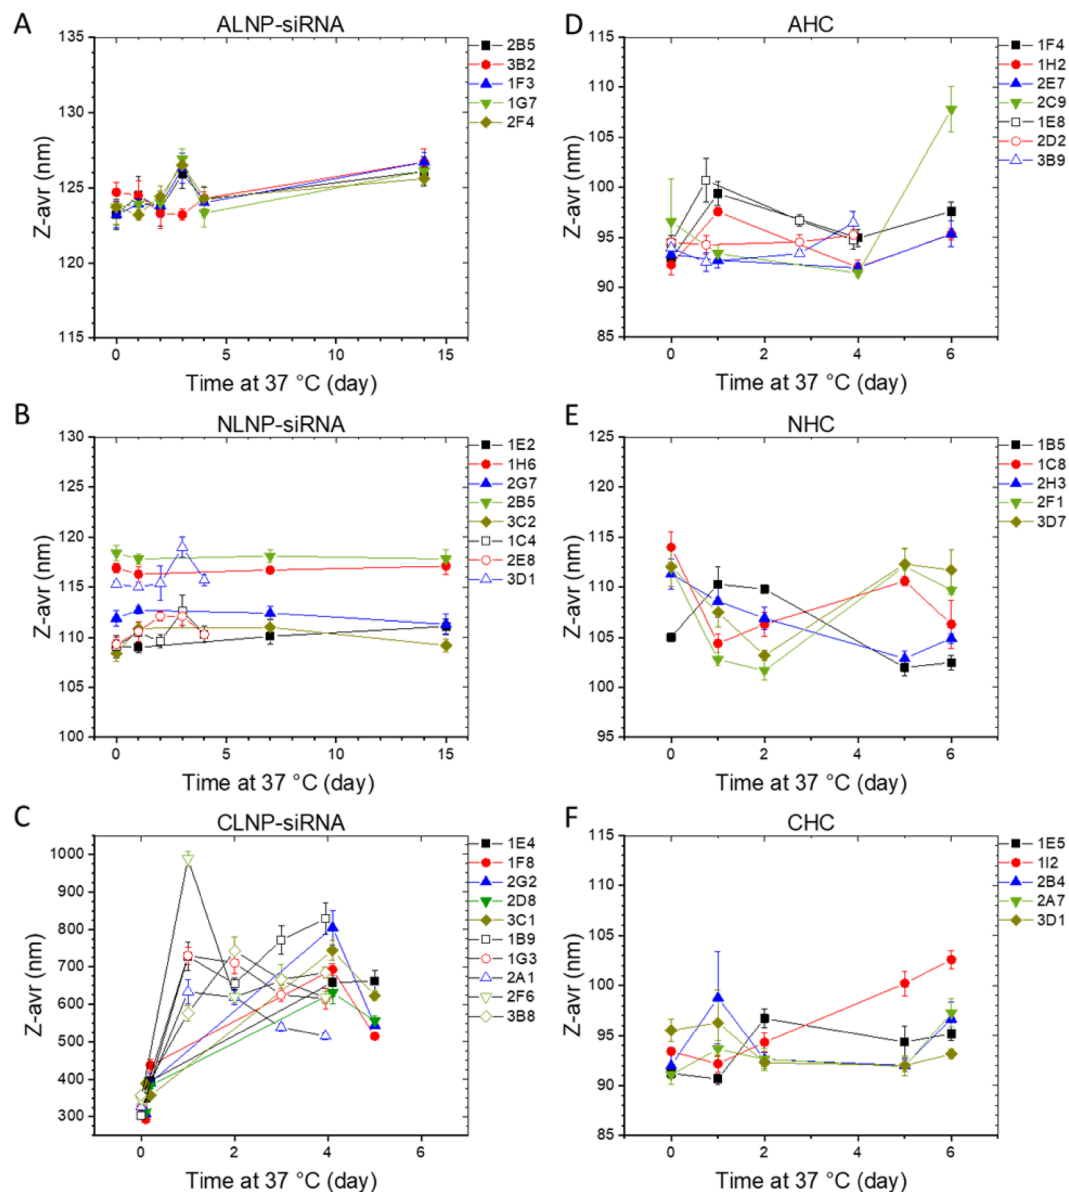 A
ALNP-siRNA
135
130
125
120
115
Z-avr (nm)
0
5
10
15
Time at 37 °C (day)
2B5
3B2
1F3
1G7
2F4
D
AHC
115
110
105
100
95
90
85
Z-avr (nm)
0
2
4
6
Time at 37 °C (day)
1F4
1H2
2E7
2C9
1E8
2D2
3B9
B
NLNP-siRNA
130
125
120
115
110
105
100
Z-avr (nm)
0
5
10
15
Time at 37 °C (day)
1E2
1H6
2G7
2B5
3C2
1C4
2E8
3D1
E
NHC
125
120
115
110
105
100
95
Z-avr (nm)
0
2
4
6
Time at 37 °C (day)
1B5
1C8
2H3
2F1
3D7
C
CLNP-siRNA
1000
900
800
700
600
500
400
300
Z-avr (nm)
0
2
4
6
Time at 37 °C (day)
1E4
1F8
2G2
2D8
3C1
1B9
1G3
2A1
2F6
3B8
F
CHC
115
110
105
100
95
90
85
Z-avr (nm)
0
2
4
6
Time at 37 °C (day)
1E5
1I2
2B4
2A7
3D1